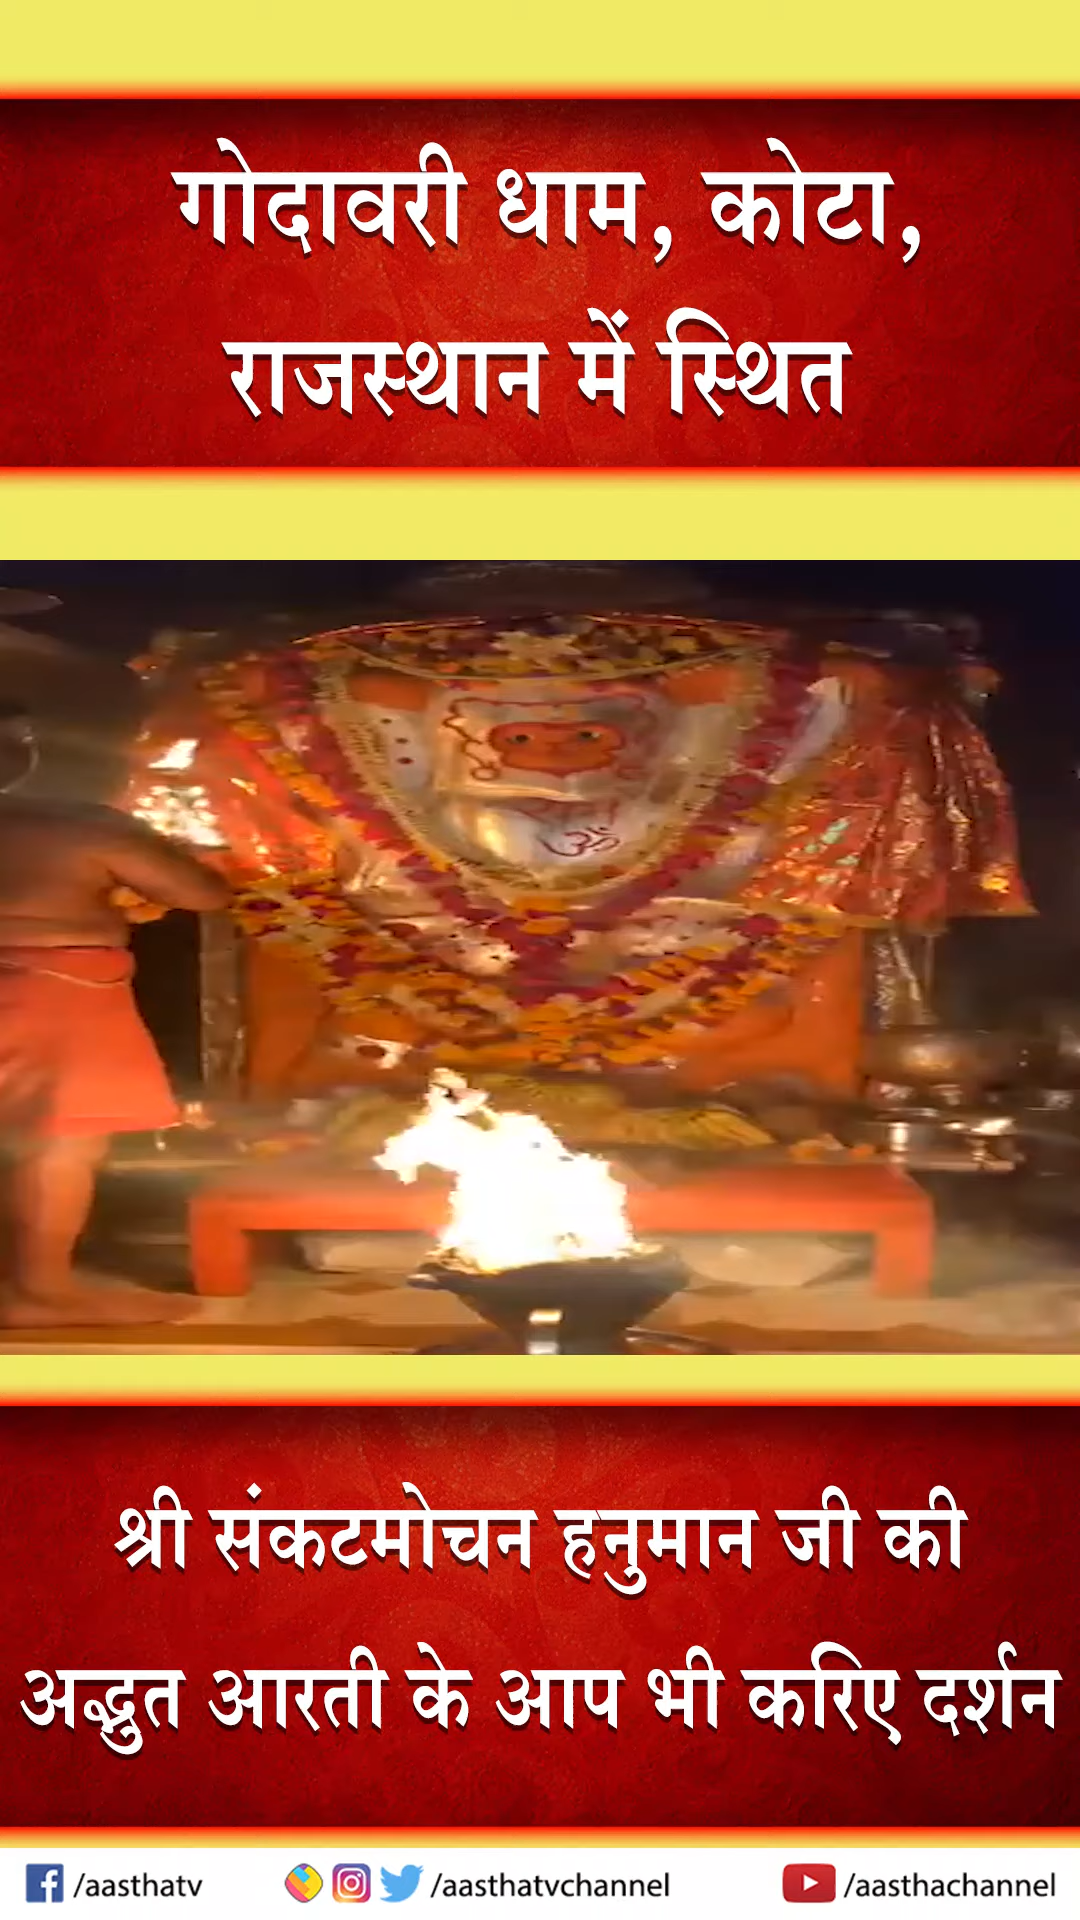 गोदावरी धाम, कोटा,
राजस्थान में स्थित
ॐ
श्री संकटमोचन हनुमान जी की
अद्भुत आरती के आप भी करिए दर्शन
/aasthatv /aasthatvchannel /aasthachannel